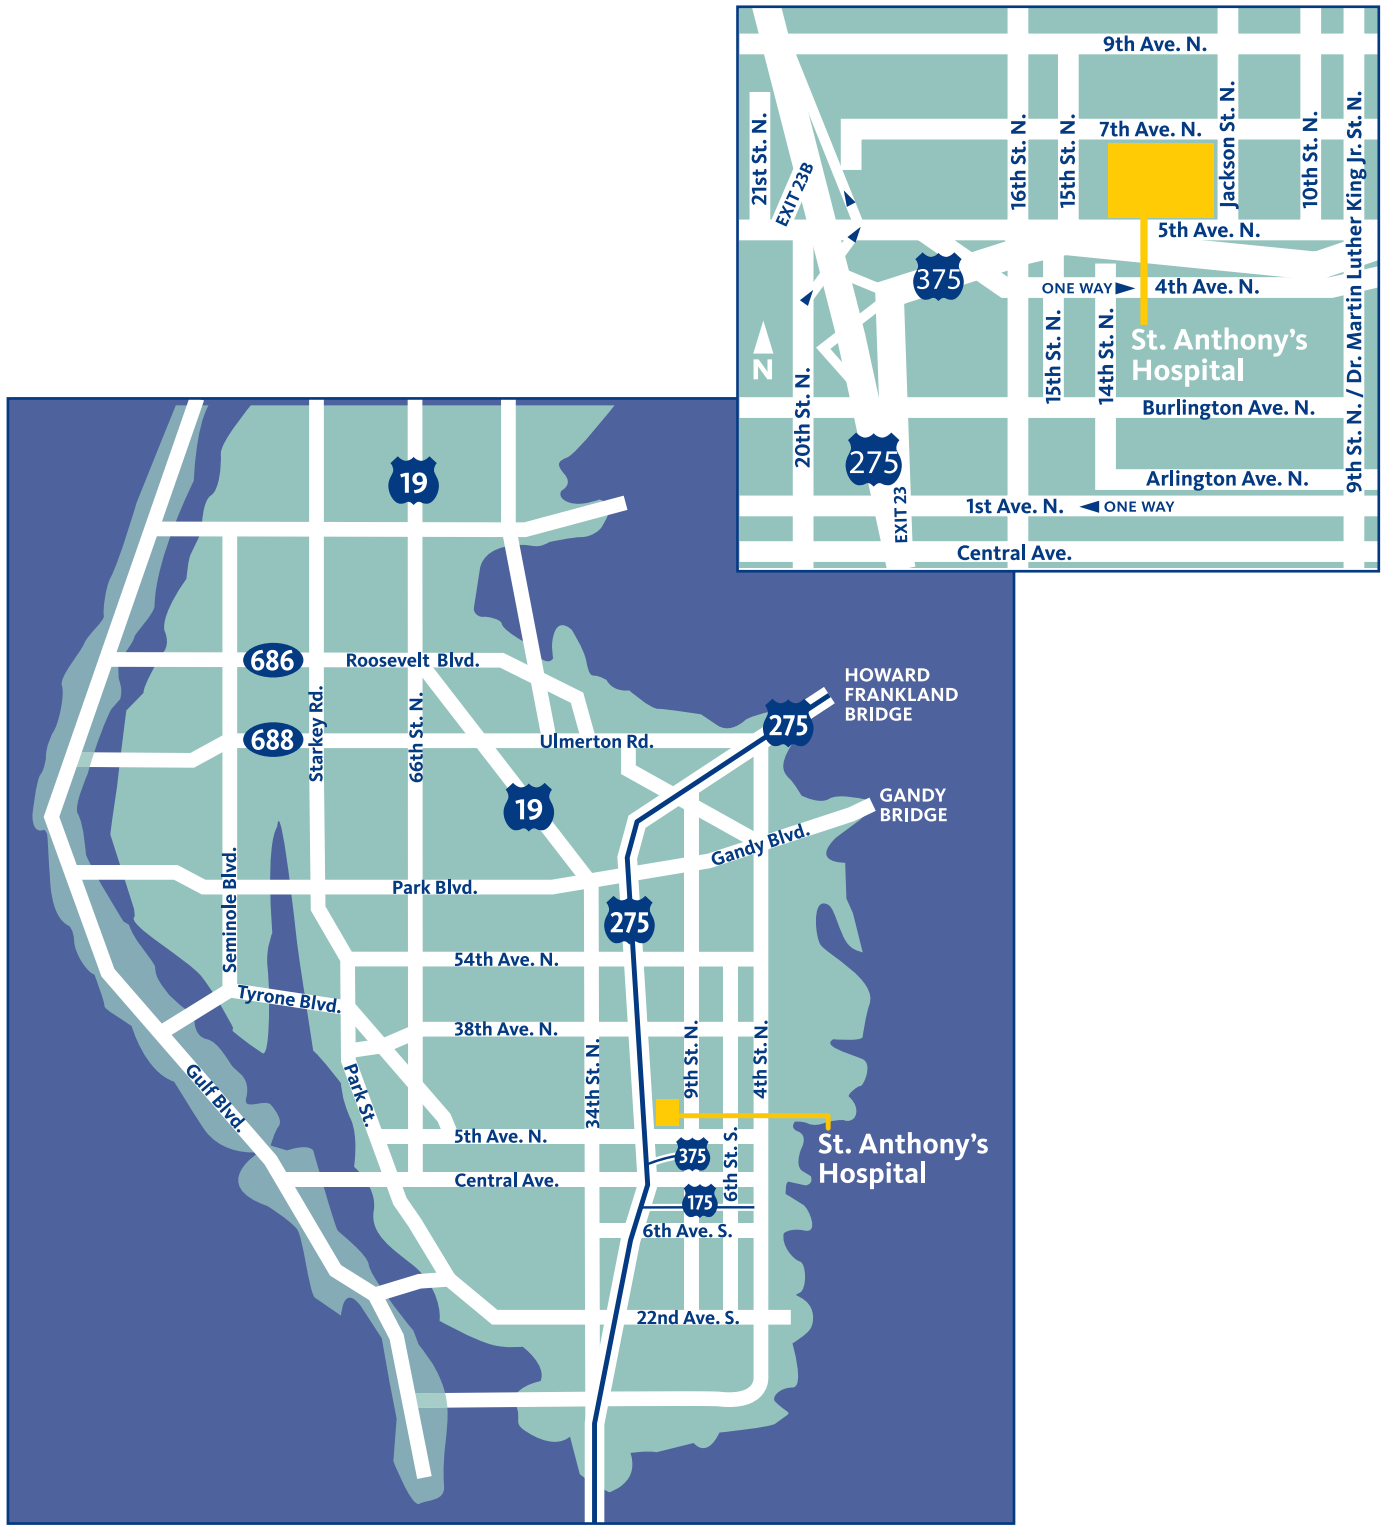 9th Ave. N.
7th Ave. N.
21st St. N.
EXIT 23B
16th St. N.
15th St. N.
Jackson St. N.
10th St. N.
9th St. N. / Dr. Martin Luther King Jr. St. N.
5th Ave. N.
375
ONE WAY
4th Ave. N.
N
15th St. N.
14th St. N.
St. Anthony's
Hospital
20th St. N.
Burlington Ave. N.
275
Arlington Ave. N.
EXIT 23
1st Ave. N.
ONE WAY
Central Ave.
19
686
Roosevelt Blvd.
HOWARD
FRANKLAND
BRIDGE
275
688
Starkey Rd.
66th St. N.
Ulmerton Rd.
19
GANDY
BRIDGE
Gandy Blvd.
Seminole Blvd.
Park Blvd.
275
54th Ave. N.
Tyrone Blvd.
38th Ave. N.
34th St. N.
9th St. N.
4th St. N.
Gulf Blvd.
Park St.
5th Ave. N.
375
6th St. S.
St. Anthony's
Hospital
Central Ave.
175
6th Ave. S.
22nd Ave. S.